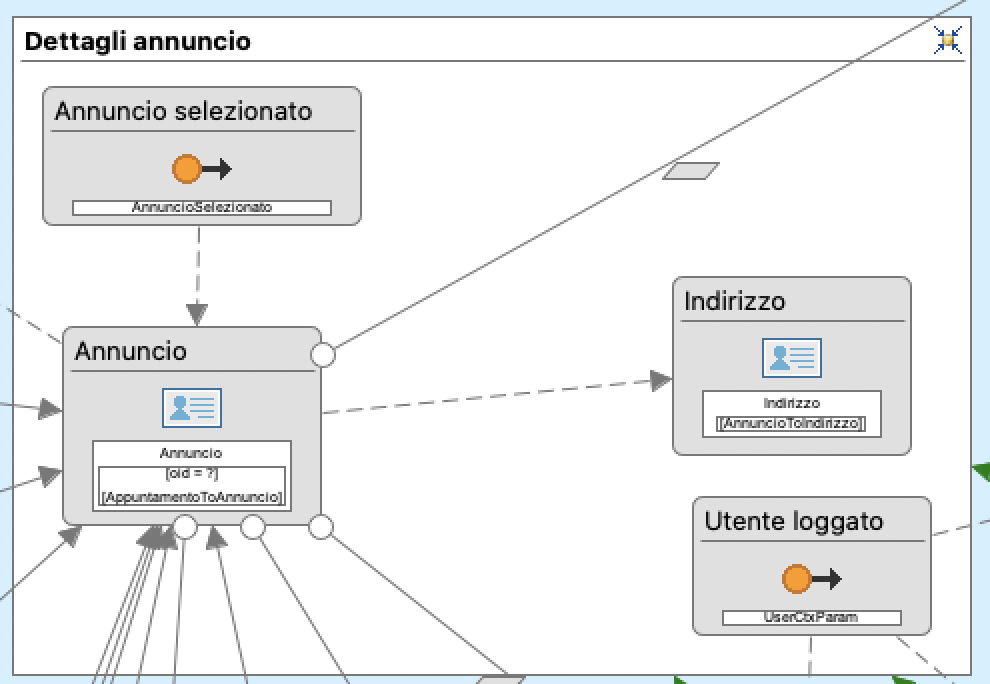 Dettagli annuncio
Annuncio selezionato
AnnuncioSelezionato
Annuncio
Annuncio
[oid = ?]
[AppuntamentoToAnnuncio]
Indirizzo
Indirizzo
[AnnuncioToIndirizzo]
Utente loggato
UserCtxParam